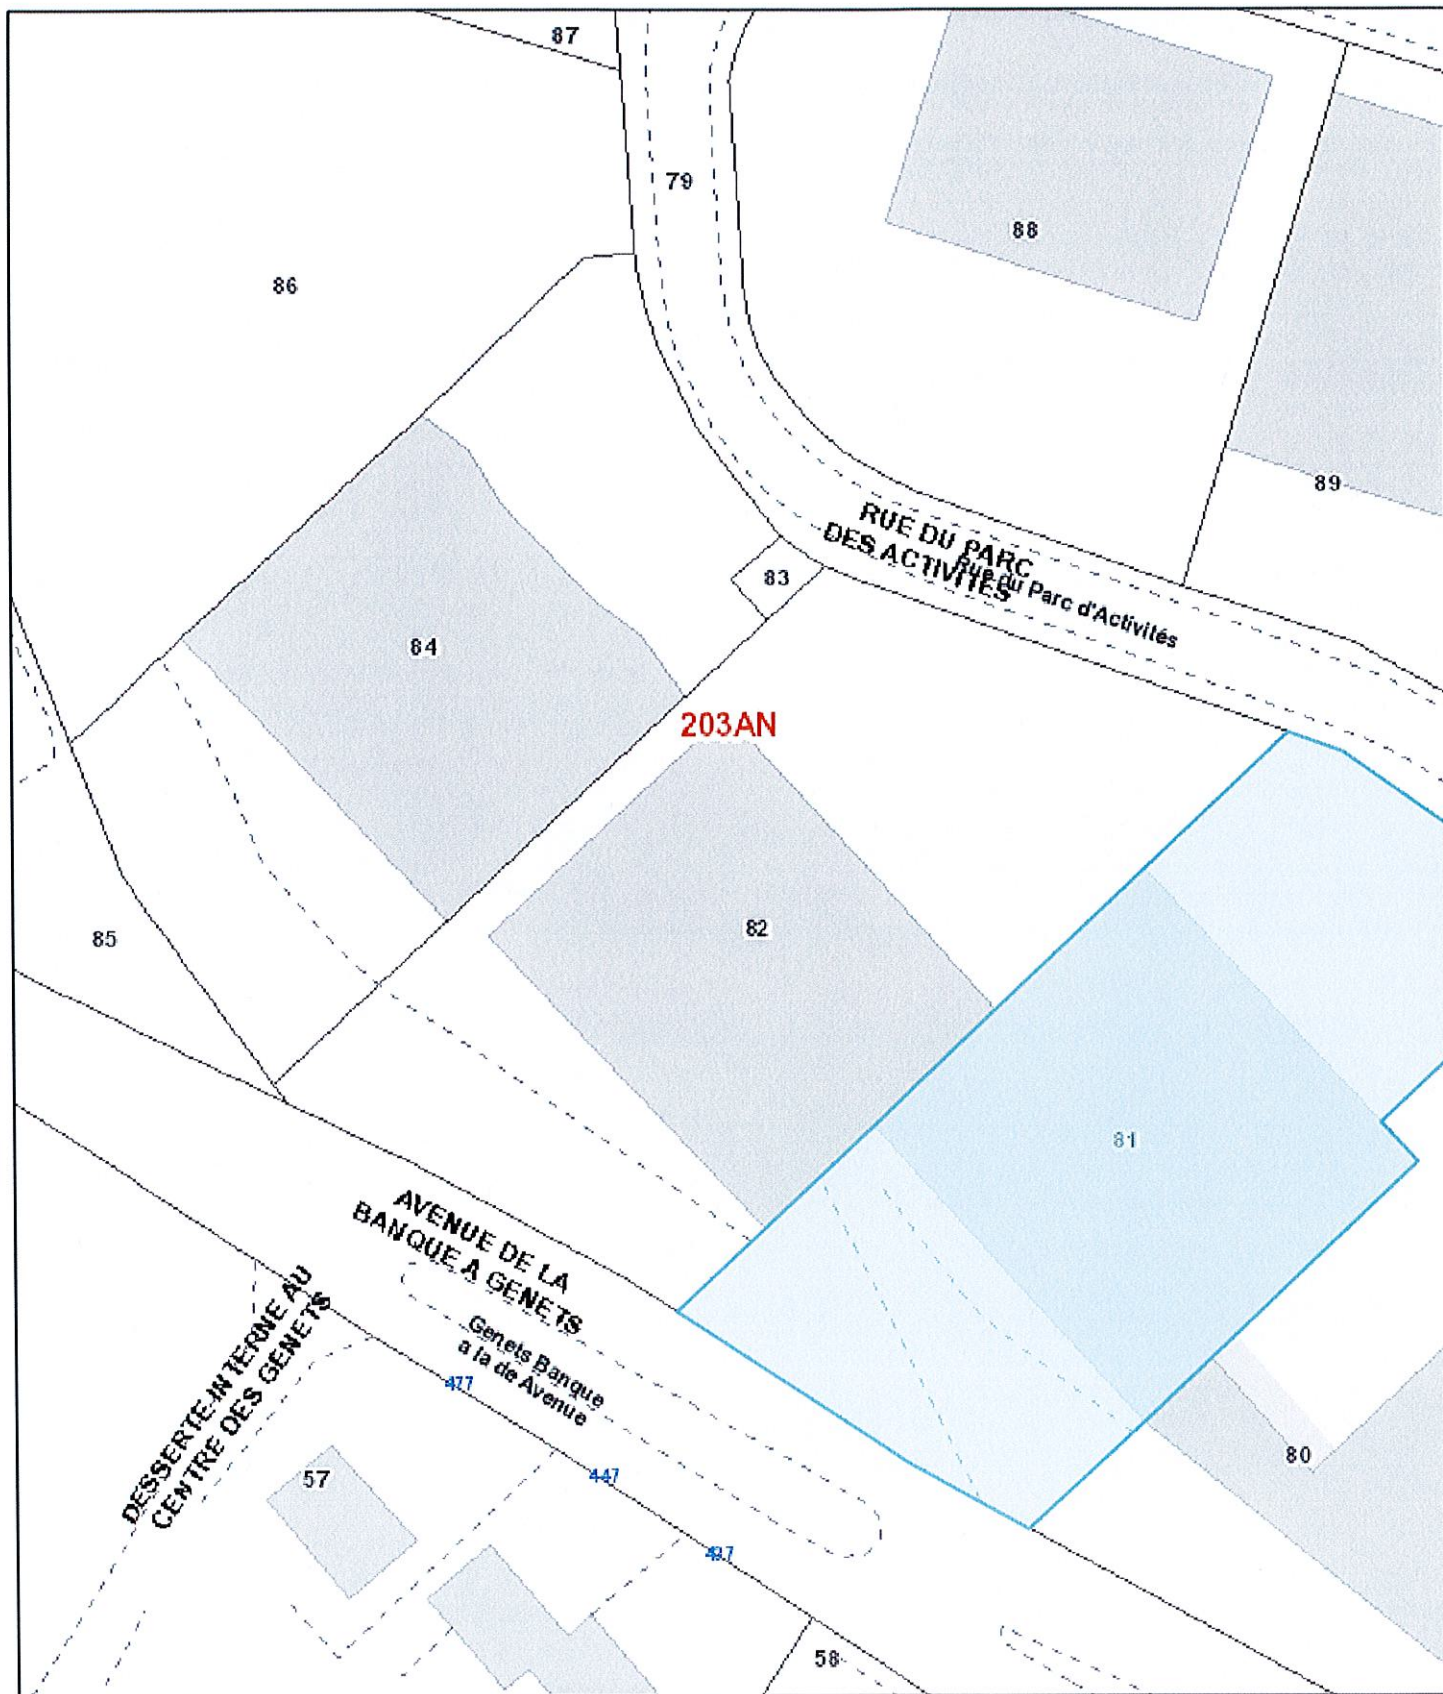 87
79
88
86
89
RUE DU PARC
DES ACTIVITES
Rue du Parc d'Activités
83
84
203AN
82
85
81
AVENUE DE LA
BANQUE A GENETS
Genets Banque
a la de Avenue
DESSERTE INTERNE AU
CENTRE DES GENETS
477
447
437
57
80
58